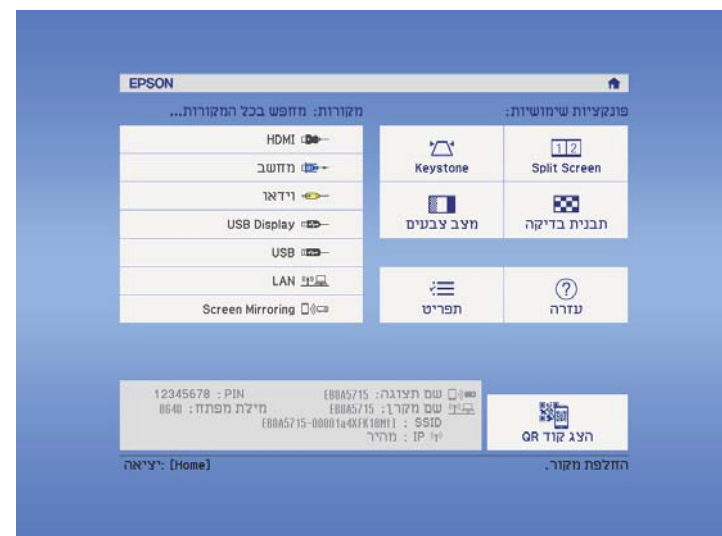 EPSON
פונקציות שימושיות:
מקורות: מחפש בכל המקורות...
Split Screen
Keystone
תבנית בדיקה
מצב צבעים
עזרה
תפריט
HDMI
מחשב
וידאו
USB Display
USB
LAN
Screen Mirroring
שם תצוגה: EB8A5715 PIN : 12345678
שם מקרן: EB8A5715 מילת מפתח: 8640
SSID :
IP : מהיר
הצג קוד QR
החלפת מקור.
[Home] :יציאה